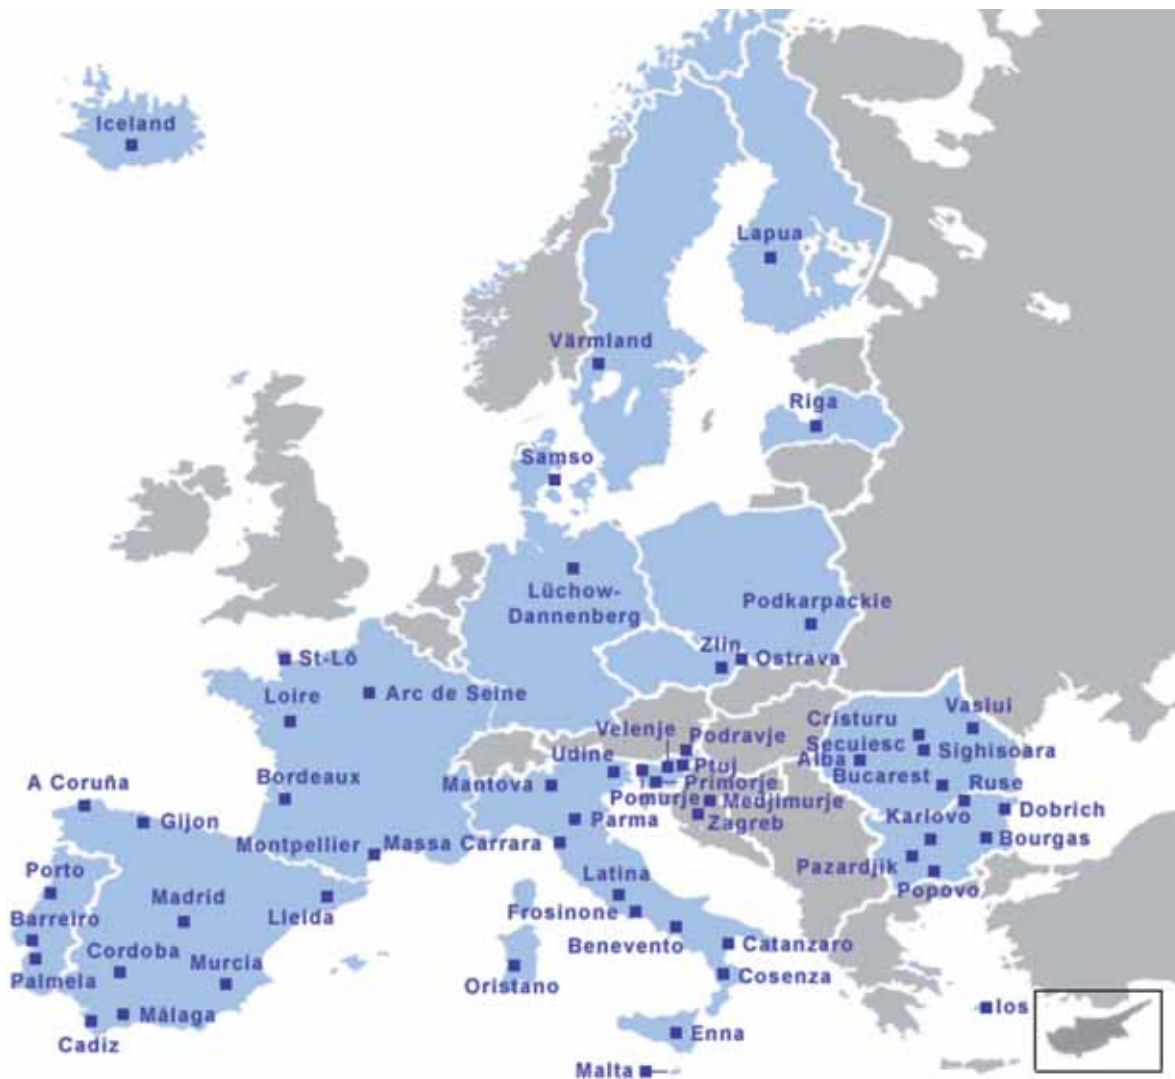 Iceland
Lapua
Värmland
Riga
Samso
Lüchow-
Dannenberg
Podkarpackie
Zlin
Ostrava
St-Lô
Arc de Seine
Loire
Vaslui
Velenje
Cristuru
Secuiesc
Podravje
Udine
Sighisoara
Alba
Ptuj
Mantova
Bucarest
Primorje
Ruse
Bordeaux
A Coruña
Pomurje
Medjimurje
Dobrich
Gijon
Parma
Zagreb
Karlovo
Bourgas
Montpellier
Massa Carrara
Porto
Pazardjik
Latina
Popovo
Madrid
Lleida
Barreiro
Frosinone
Benevento
Catanzaro
Cordoba
Murcia
Palmela
Cosenza
Oristano
Ios
Málaga
Enna
Cadiz
Malta